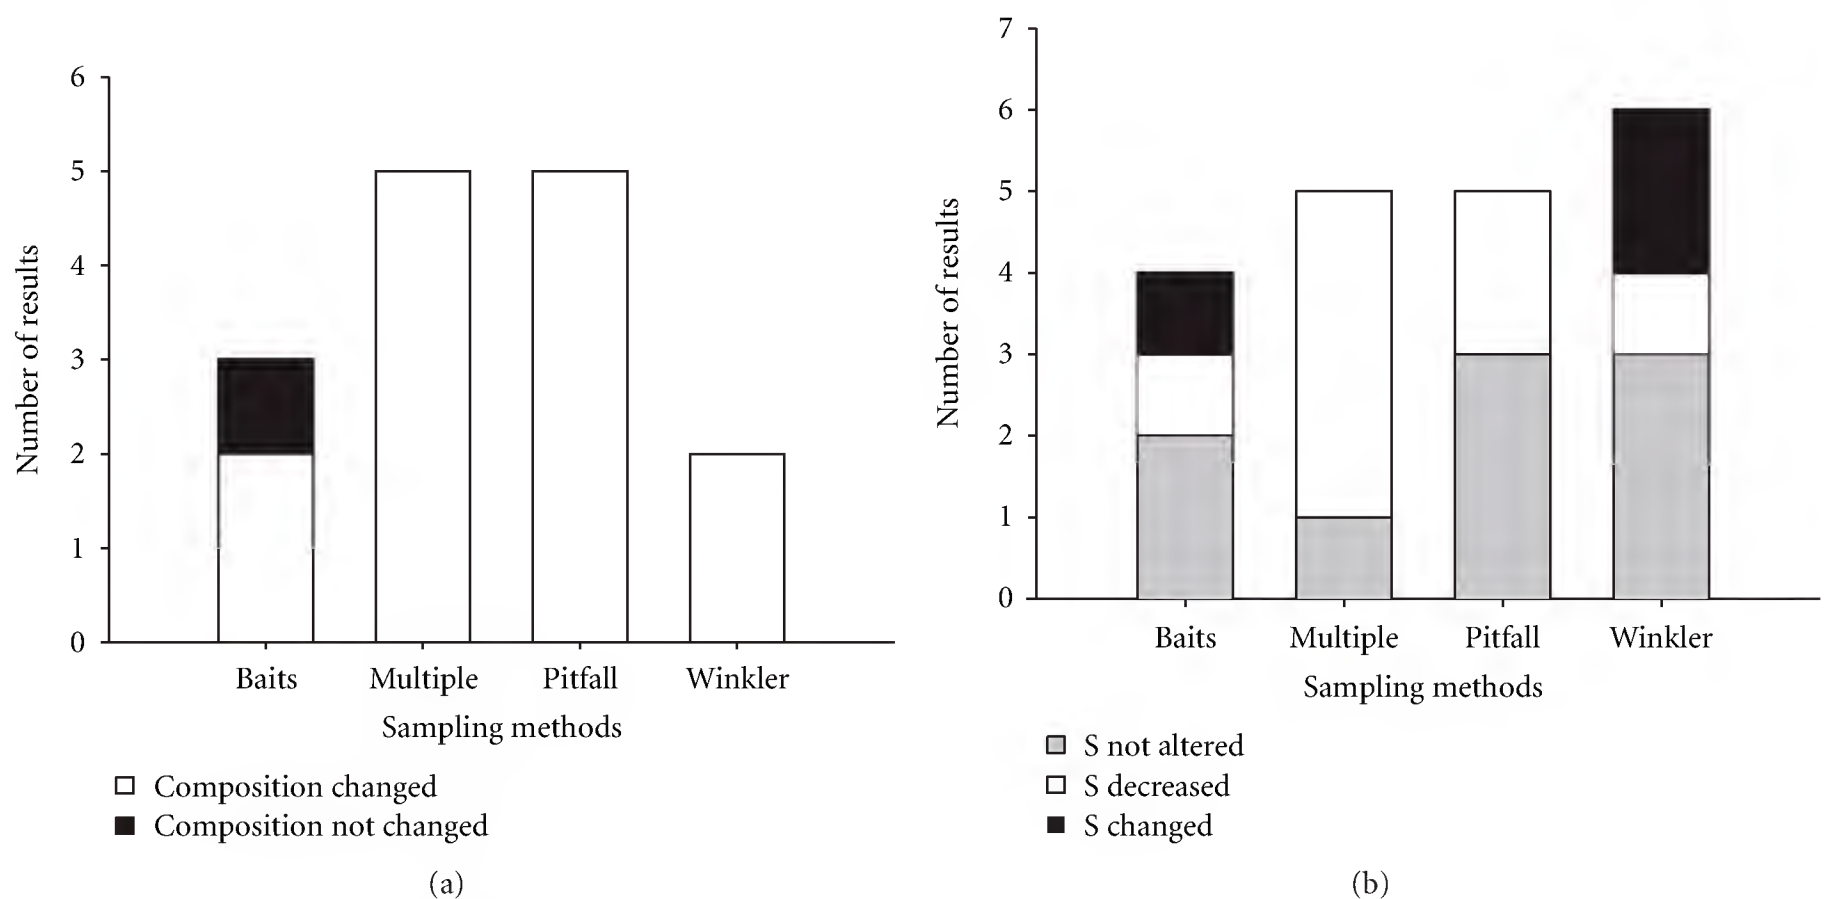 6
5
4
3
2
1
0
Number of results
Baits
Multiple
Pitfall
Winkler
Sampling methods
Composition changed
Composition not changed
(a)
7
6
5
4
3
2
1
0
Number of results
Baits
Multiple
Pitfall
Winkler
Sampling methods
S not altered
S decreased
S changed
(b)